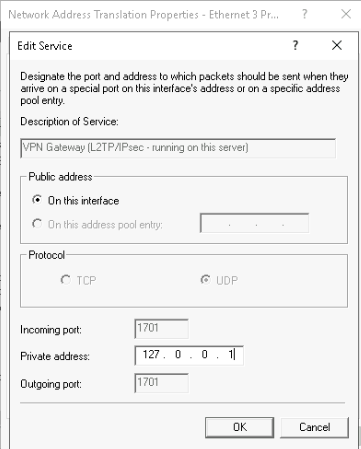 Network Address Translation Properties - Ethernet 3 Pr...
Edit Service
Designate the port and address to which packets should be sent when they
arrive on a special port on this interface's address or on a specific address
pool entry.
Description of Service:
VPN Gateway (L2TP/IPsec - running on this server)
Public address
On this interface
On this address pool entry:
. . .
Protocol
TCP
UDP
Incoming port:
1701
Private address:
127 . 0 . 0 . 1
Outgoing port:
1701
OK
Cancel